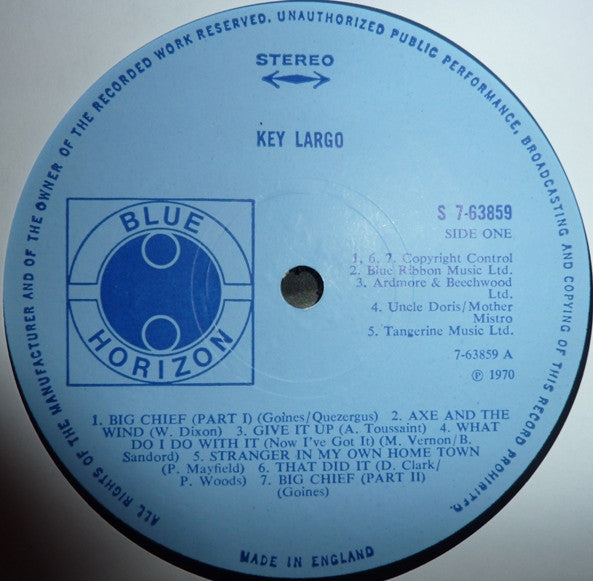 ALL RIGHTS OF THE MANUFACTURER AND OF THE OWNER OF THE RECORDED WORK RESERVED. UNAUTHORIZED PUBLIC PERFORMANCE, BROADCASTING AND COPYING OF THIS RECORD PROHIBITED.
STEREO
KEY LARGO
BLUE
HORIZON
S 7-63859
SIDE ONE
1. 6. 7. Copyright Control
2. Blue Ribbon Music Ltd.
3. Ardmore & Beechwood
Ltd.
4. Uncle Doris/Mother
Mistro
5. Tangerine Music Ltd.
7-63859 A
℗ 1970
1. BIG CHIEF (PART I) (Goines/Quezergus) 2. AXE AND THE
WIND (W. Dixon) 3. GIVE IT UP (A. Toussaint) 4. WHAT
DO I DO WITH IT (Now I've Got It) (M. Vernon/B.
Sandord) 5. STRANGER IN MY OWN HOME TOWN
(P. Mayfield) 6. THAT DID IT (D. Clark/
P. Woods) 7. BIG CHIEF (PART II)
(Goines)
MADE IN ENGLAND